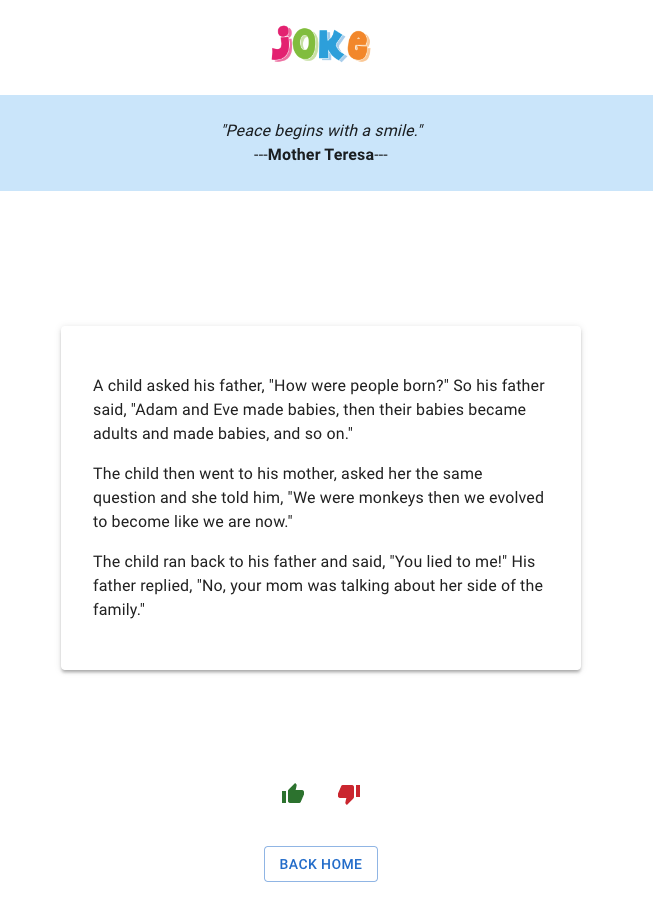 JOKE
"Peace begins with a smile."
---Mother Teresa---
A child asked his father, "How were people born?" So his father
said, "Adam and Eve made babies, then their babies became
adults and made babies, and so on."
The child then went to his mother, asked her the same
question and she told him, "We were monkeys then we evolved
to become like we are now."
The child ran back to his father and said, "You lied to me!" His
father replied, "No, your mom was talking about her side of the
family."
BACK HOME